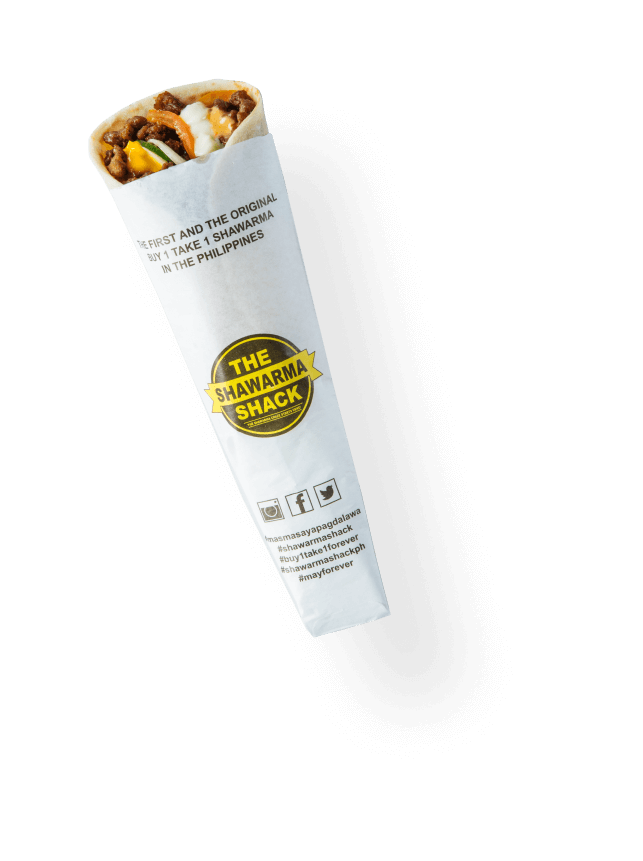 THE FIRST AND THE ORIGINAL
BUY 1 TAKE 1 SHAWARMA
IN THE PHILIPPINES
THE
SHAWARMA
SHACK
#masmasayapagdalawa
#shawarmashack
#buy1take1forever
#shawarmashackph
#mayforever